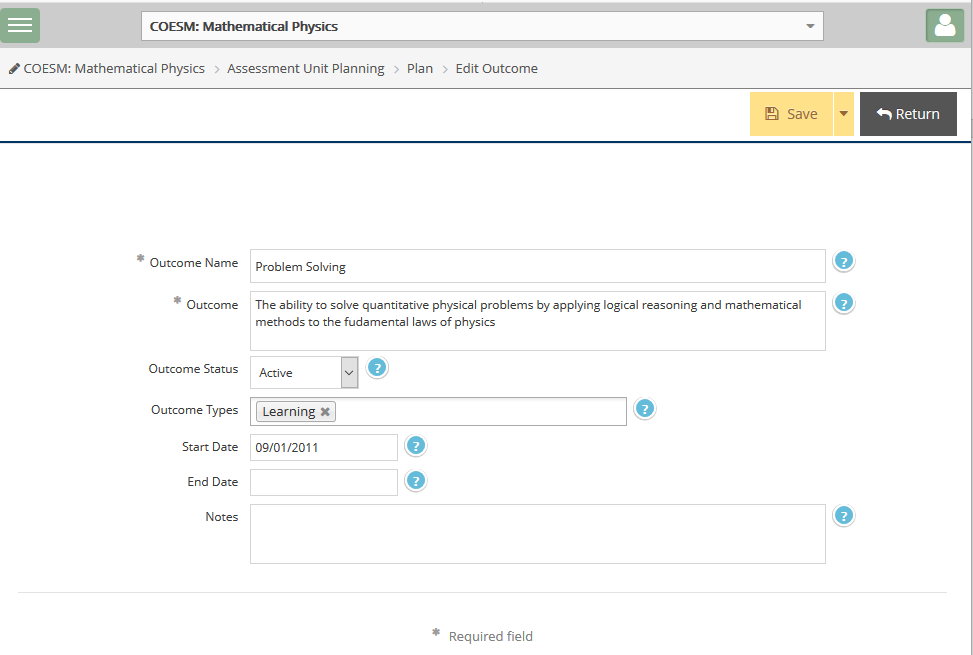 COESM: Mathematical Physics
COESM: Mathematical Physics > Assessment Unit Planning > Plan > Edit Outcome
Save
Return
* Outcome Name
Problem Solving
?
* Outcome
The ability to solve quantitative physical problems by applying logical reasoning and mathematical
methods to the fudamental laws of physics
?
Outcome Status
Active
?
Outcome Types
Learning ×
?
Start Date
09/01/2011
?
End Date
?
Notes
?
* Required field